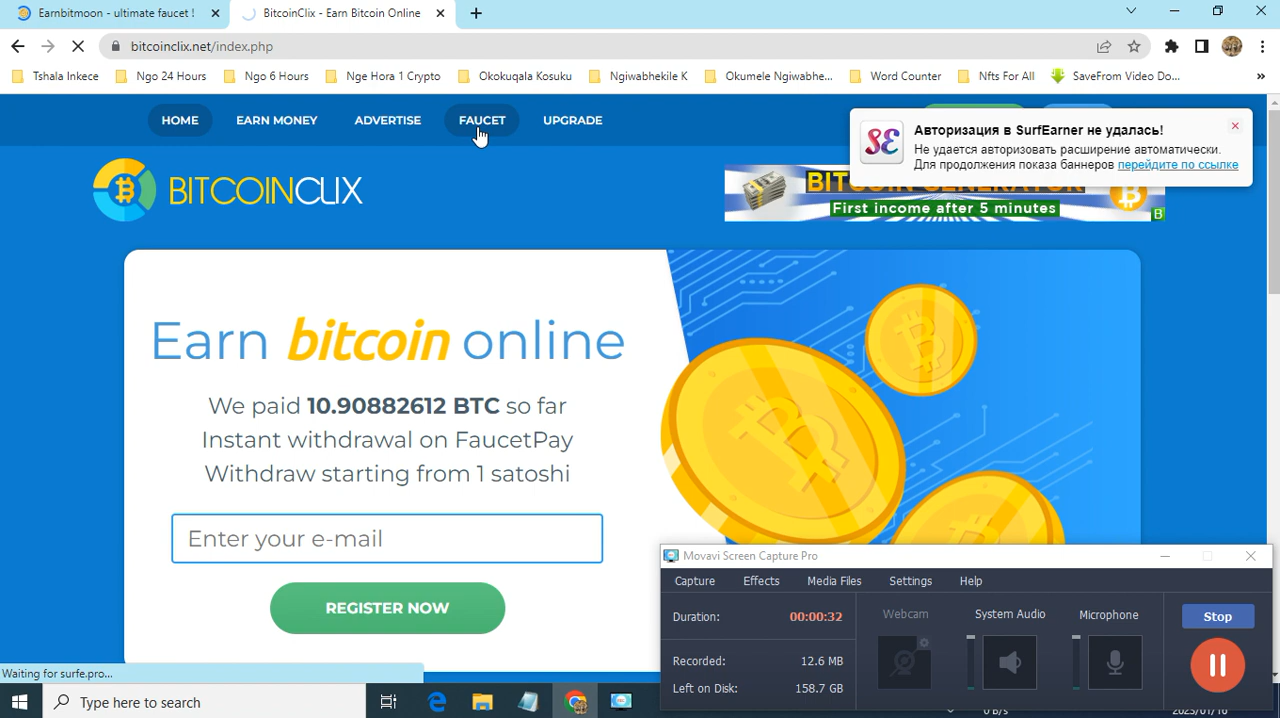 Earnbitmoon - ultimate faucet !
BitcoinClix - Earn Bitcoin Online
bitcoinclix.net/index.php
Tshala Inkece
Ngo 24 Hours
Ngo 6 Hours
Nge Hora 1 Crypto
Okokuqala Kosuku
Ngiwabhekile K
Okumele Ngiwabhe...
Word Counter
Nfts For All
SaveFrom Video Do...
»
HOME
EARN MONEY
ADVERTISE
FAUCET
UPGRADE
Авторизация в SurfEarner не удалась!
Не удается авторизовать расширение автоматически.
Для продолжения показа баннеров перейдите по ссылке
BITCOINCLIX
BITCOIN GENERATOR
First income after 5 minutes
Earn bitcoin online
We paid 10.90882612 BTC so far
Instant withdrawal on FaucetPay
Withdraw starting from 1 satoshi
Enter your e-mail
REGISTER NOW
Movavi Screen Capture Pro
Capture
Effects
Media Files
Settings
Help
Duration:
00:00:32
Webcam
System Audio
Microphone
Stop
Recorded:
12.6 MB
Left on Disk:
158.7 GB
Waiting for surfe.pro...
Type here to search
0 B/s